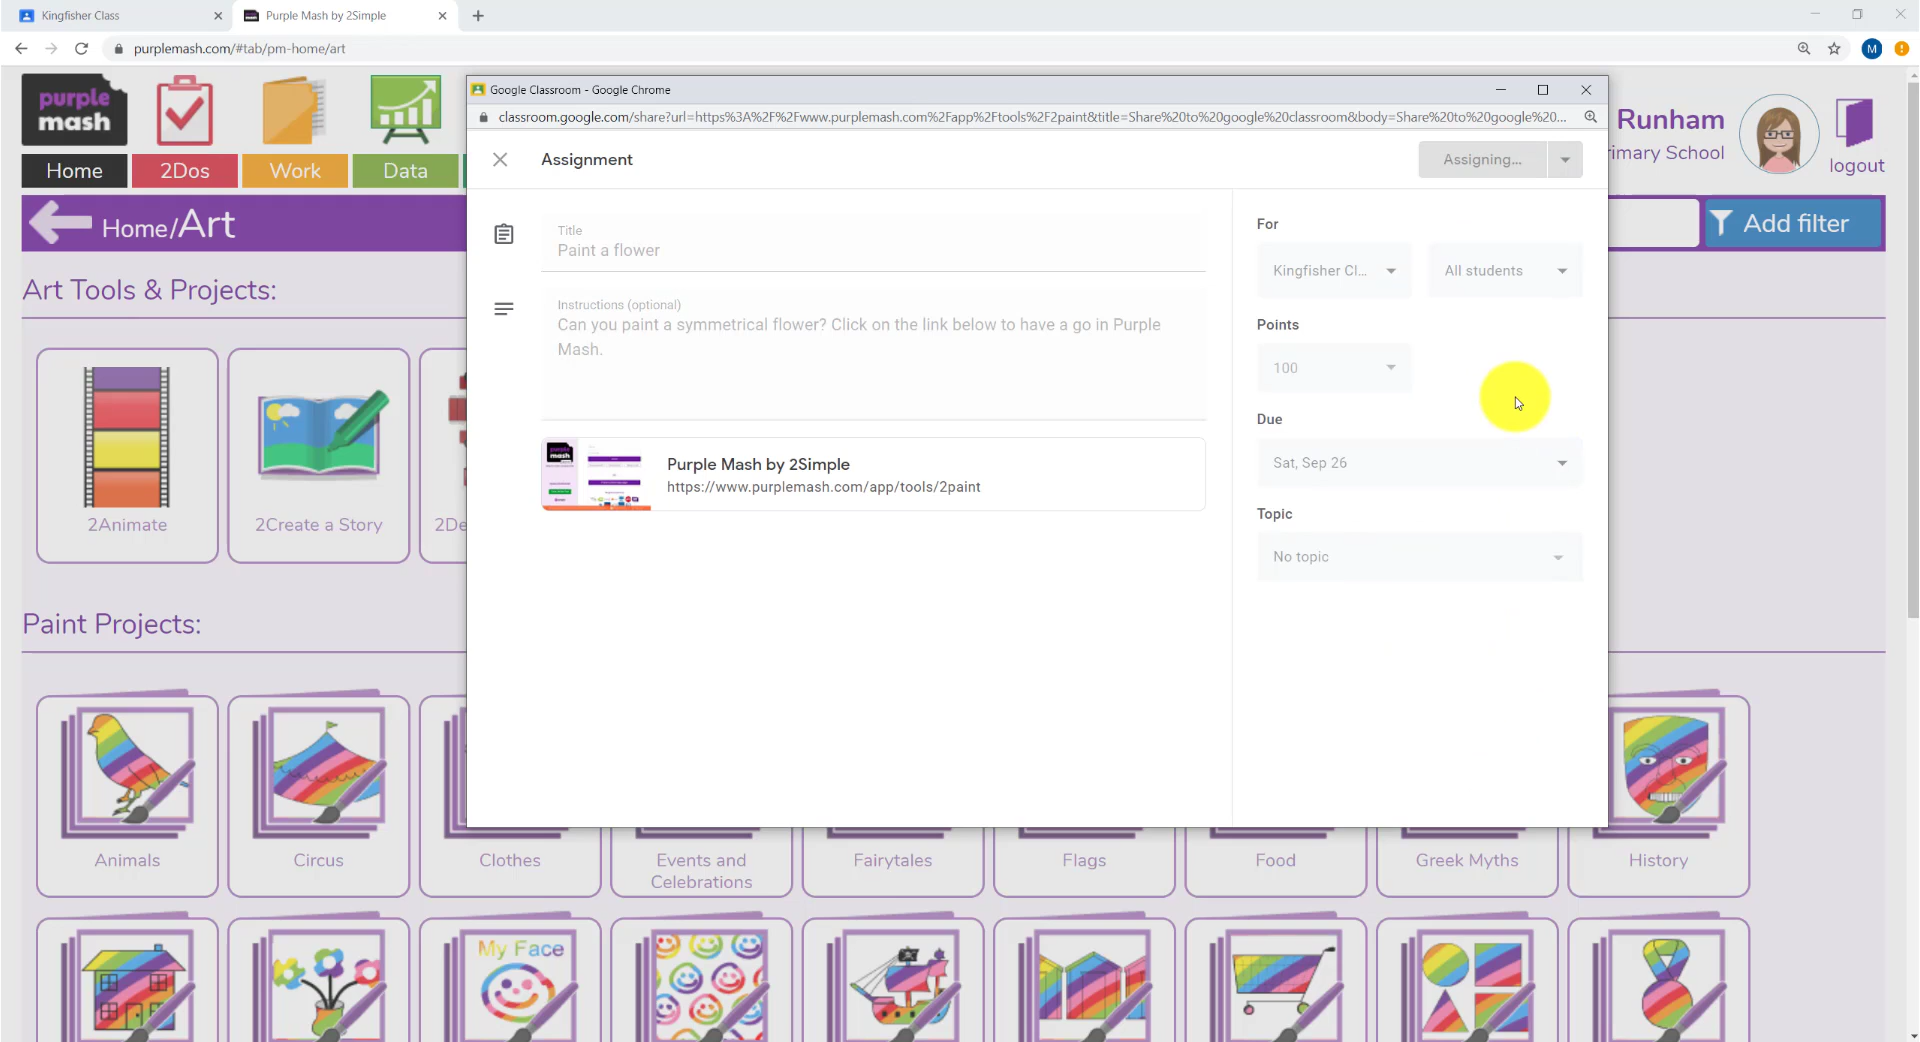 Kingfisher Class
Purple Mash by 2Simple
purplemash.com/#tab/pm-home/art
M
purple
mash
Home
2Dos
Work
Data
Runham
rimary School
logout
Home/Art
Add filter
Art Tools & Projects:
2Animate
2Create a Story
2De
Google Classroom - Google Chrome
classroom.google.com/share?url=https%3A%2F%2Fwww.purplemash.com%2Fapp%2Ftools%2F2paint&title=Share%20to%20google%20classroom&body=Share%20to%20google%20...
Assignment
Assigning...
Title
Paint a flower
Instructions (optional)
Can you paint a symmetrical flower? Click on the link below to have a go in Purple
Mash.
purple
mash
Purple Mash by 2Simple
https://www.purplemash.com/app/tools/2paint
For
Kingfisher Cl...
All students
Points
100
Due
Sat, Sep 26
Topic
No topic
Paint Projects:
Animals
Circus
Clothes
Events and
Celebrations
Fairytales
Flags
Food
Greek Myths
History
My Face